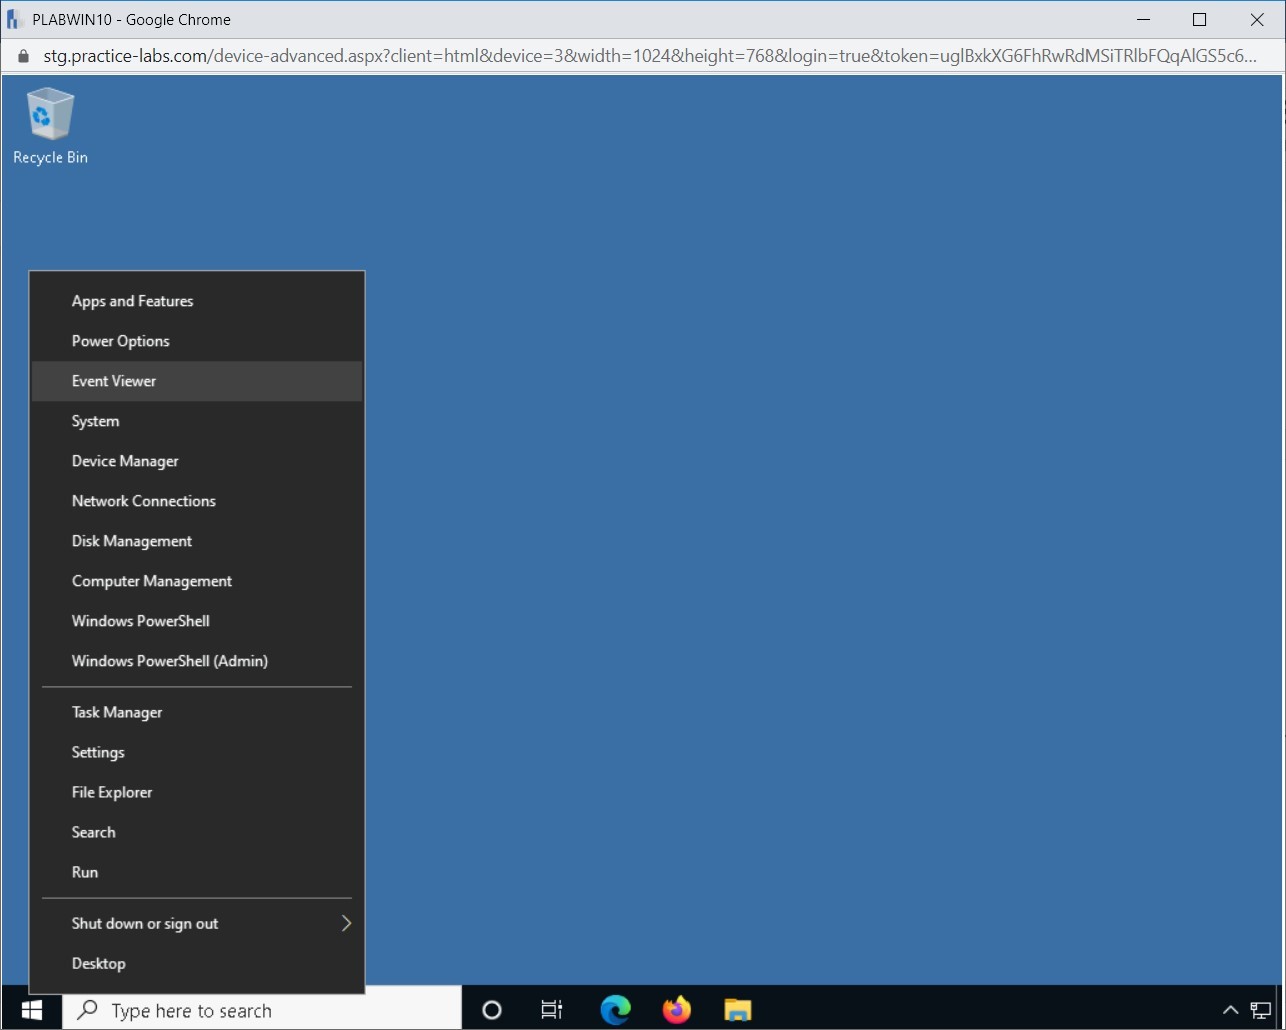 PLABWIN10 - Google Chrome
stg.practice-labs.com/device-advanced.aspx?client=html&device=3&width=1024&height=768&login=true&token=uglBxkXG6FhRwRdMSiTRlbFQqAlGS5c6...
Recycle Bin
Apps and Features
Power Options
Event Viewer
System
Device Manager
Network Connections
Disk Management
Computer Management
Windows PowerShell
Windows PowerShell (Admin)
Task Manager
Settings
File Explorer
Search
Run
Shut down or sign out
Desktop
Type here to search